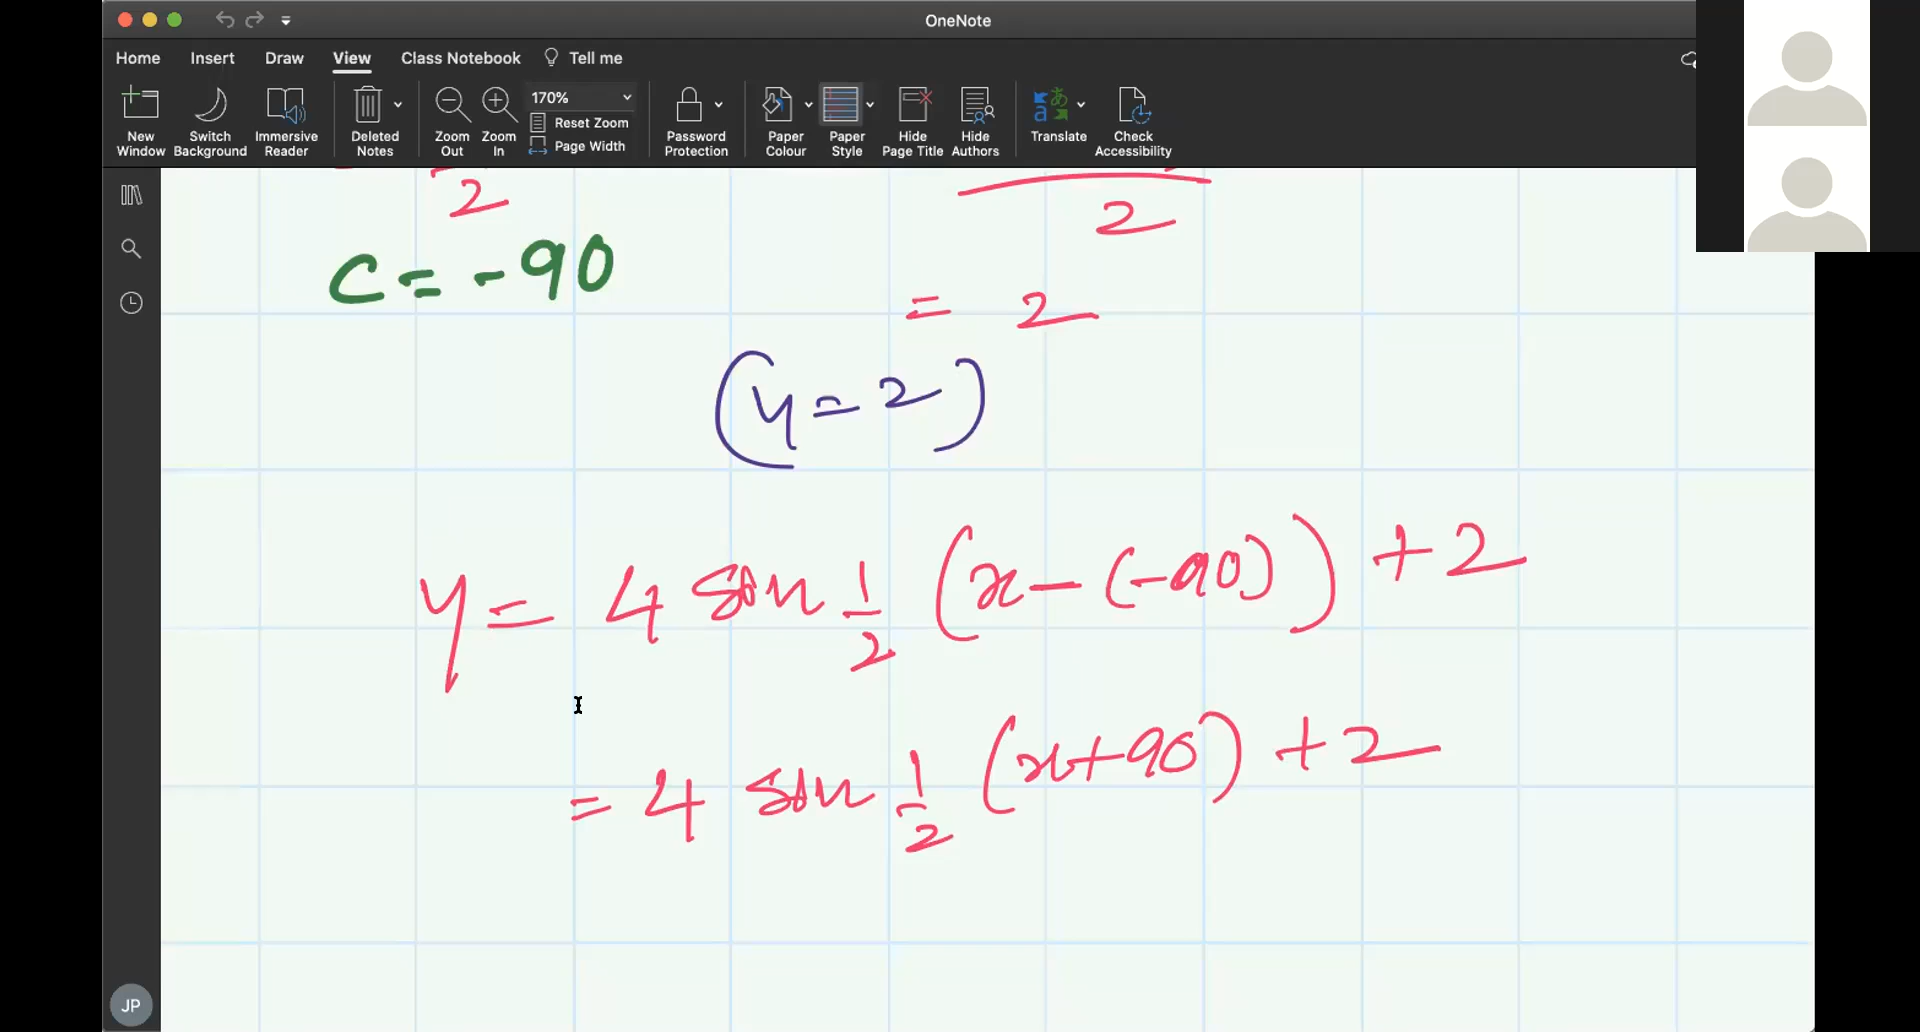 OneNote
Home Insert Draw View Class Notebook Tell me
New Window Switch Background Immersive Reader Deleted Notes Zoom Out Zoom In 170% Reset Zoom Page Width Password Protection Paper Colour Paper Style Hide Page Title Hide Authors Translate Check Accessibility
2
2
C = -90
= 2
(y = 2)
y = 4 sin 1/2 (x - (-90)) + 2
= 4 sin 1/2 (x + 90) + 2
JP